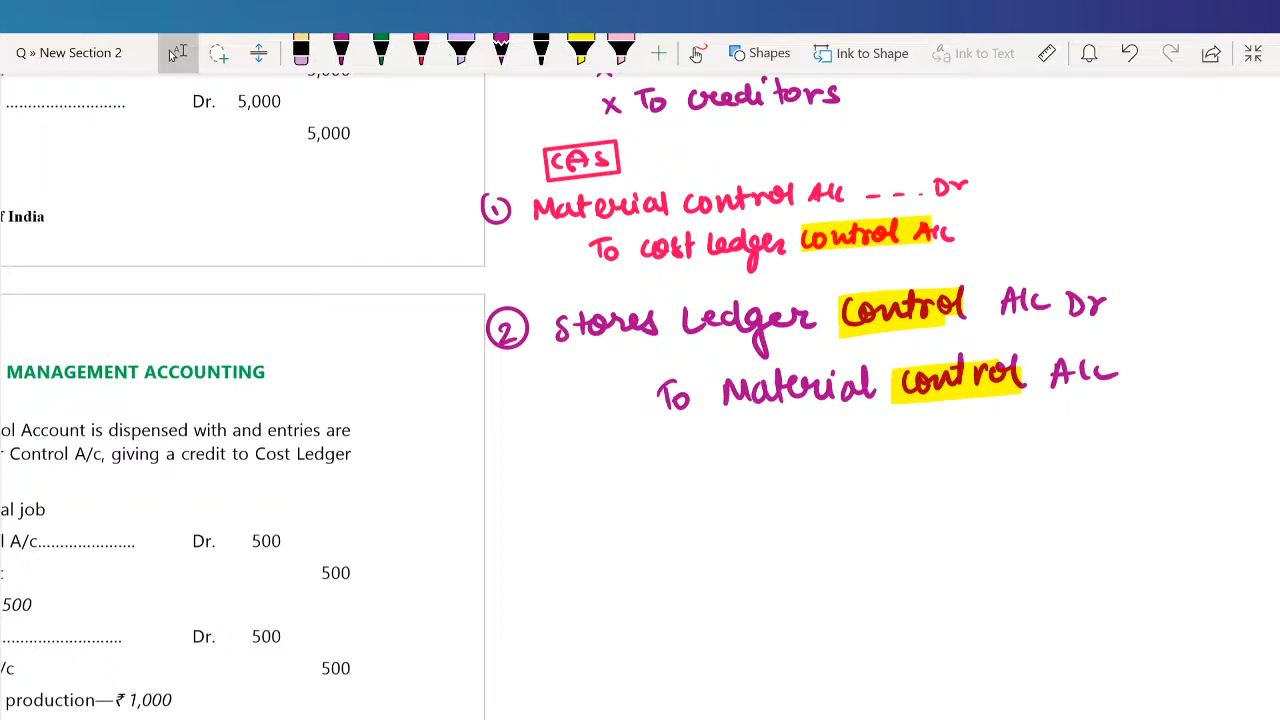 Q » New Section 2
Shapes
Ink to Shape
Ink to Text
........................... Dr. 5,000
5,000
f India
MANAGEMENT ACCOUNTING
ol Account is dispensed with and entries are
Control A/c, giving a credit to Cost Ledger
al job
l A/c...................... Dr. 500
500
500
........................... Dr. 500
/c
500
production—₹ 1,000
x To creditors
CAS
① Material control A/c - - - . Dr
To cost Ledger control A/c
② Stores Ledger control A/c Dr
To Material control A/c